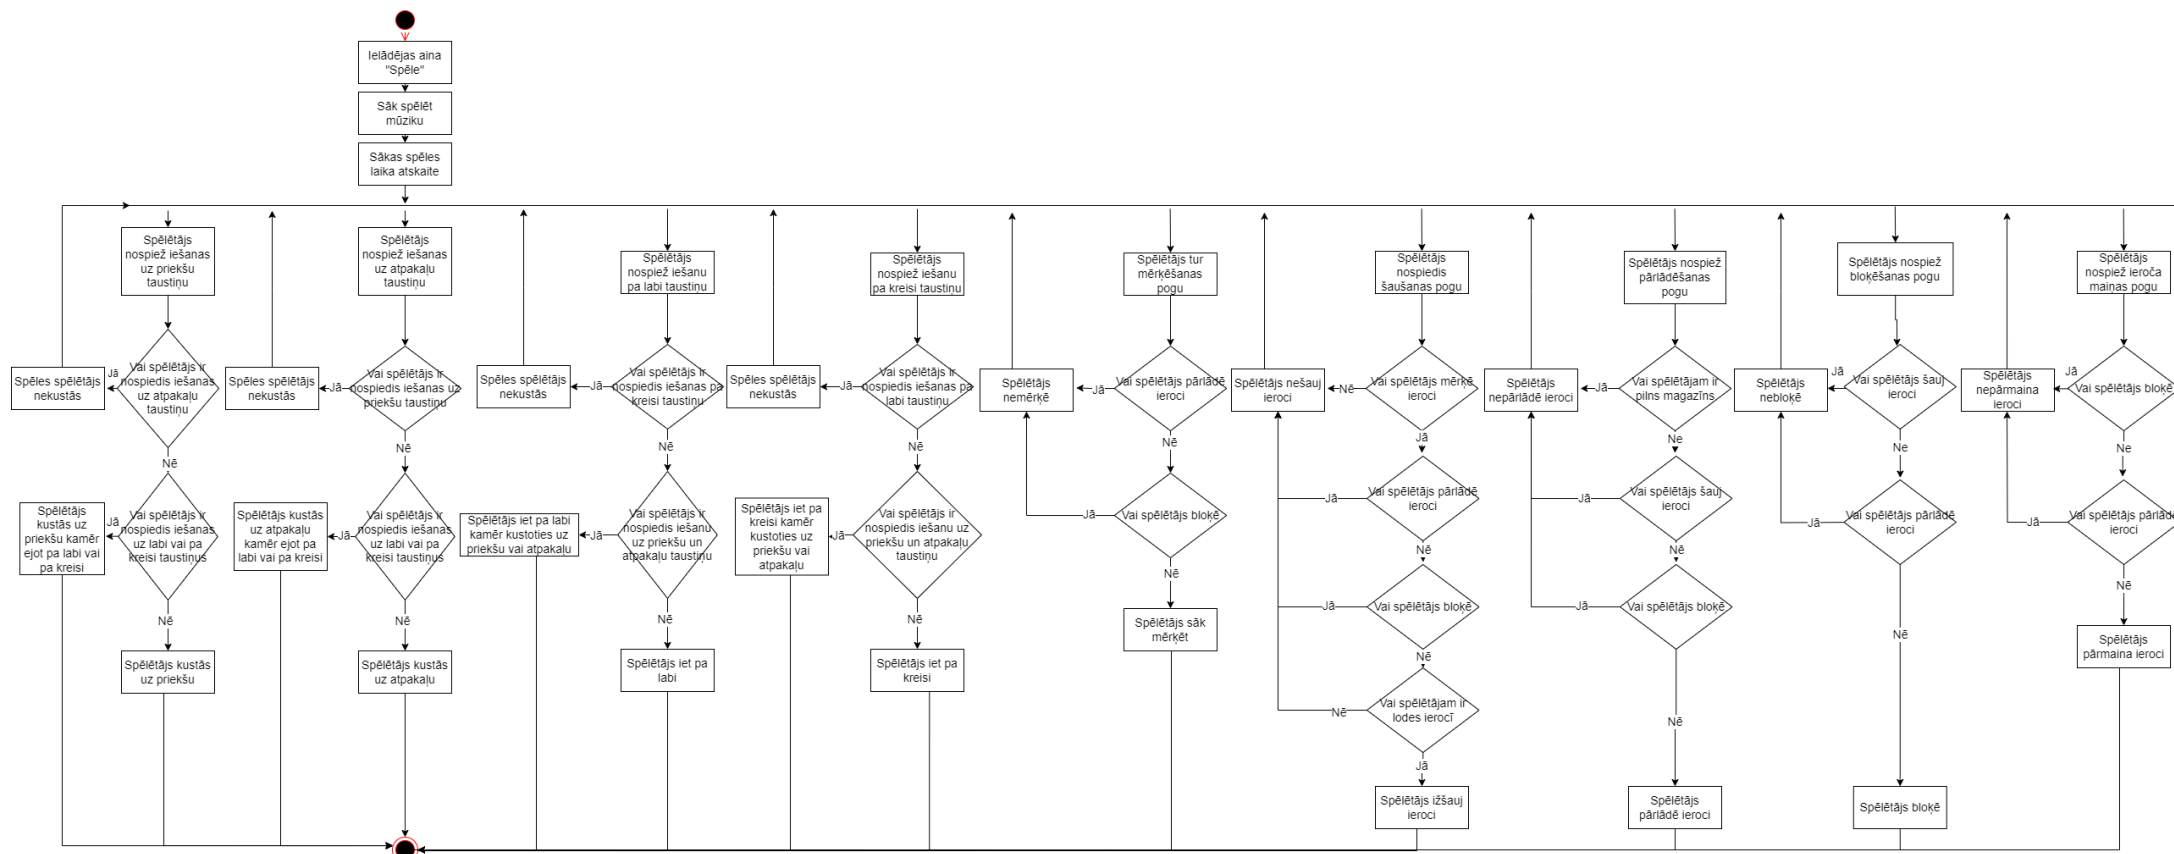 Ielādējas aina
"Spēle"
Sāk spēlēt
mūziku
Sākas spēles
laika atskaite
Spēlētājs
nospiež iešanas
uz priekšu
taustiņu
Vai spēlētājs ir
nospiedis iešanas
uz atpakaļu
taustiņu
Jā
Spēles spēlētājs
nekustās
Nē
Vai spēlētājs ir
nospiedis iešanas
uz labi vai pa
kreisi taustiņus
Jā
Spēlētājs
kustās uz
priekšu kamēr
ejot pa labi vai
pa kreisi
Nē
Spēlētājs kustās
uz priekšu
Spēlētājs
nospiež iešanas
uz atpakaļu
taustiņu
Vai spēlētājs ir
nospiedis iešanas uz
priekšu taustiņu
Jā
Spēles spēlētājs
nekustās
Nē
Vai spēlētājs ir
nospiedis iešanas
uz labi vai pa
kreisi taustiņus
Jā
Spēlētājs kustās
uz atpakaļu
kamēr ejot pa
labi vai pa kreisi
Nē
Spēlētājs kustās
uz atpakaļu
Spēlētājs
nospiež iešanu
pa labi taustiņu
Vai spēlētājs ir
nospiedis iešanas pa
kreisi taustiņu
Jā
Spēles spēlētājs
nekustās
Nē
Vai spēlētājs ir
nospiedis iešanu
uz priekšu un
atpakaļu taustiņu
Jā
Spēlētājs iet pa labi
kamēr kustoties uz
priekšu vai atpakaļu
Nē
Spēlētājs iet pa
labi
Spēlētājs
nospiež iešanu
pa kreisi taustiņu
Vai spēlētājs ir
nospiedis iešanas pa
labi taustiņu
Jā
Spēles spēlētājs
nekustās
Nē
Vai spēlētājs ir
nospiedis iešanu uz
priekšu un atpakaļu
taustiņu
Jā
Spēlētājs iet pa
kreisi kamēr
kustoties uz
priekšu vai
atpakaļu
Nē
Spēlētājs iet pa
kreisi
Spēlētājs tur
mērķēšanas
pogu
Vai spēlētājs pārlādē
ieroci
Jā
Spēlētājs
nemērķē
Nē
Vai spēlētājs bloķē
Jā
Nē
Spēlētājs sāk
mērķēt
Spēlētājs
nospiedis
šaušanas pogu
Vai spēlētājs mērķē
ieroci
Nē
Spēlētājs nešauj
ieroci
Jā
Vai spēlētājs pārlādē
ieroci
Jā
Nē
Vai spēlētājs bloķē
Jā
Nē
Vai spēlētājam ir
lodes ierocī
Nē
Jā
Spēlētājs ižšauj
ieroci
Spēlētājs nospiež
pārlādēšanas
pogu
Vai spēlētājam ir
pilns magazīns
Jā
Spēlētājs
nepārlādē ieroci
Ne
Vai spēlētājs šauj
ieroci
Jā
Nē
Vai spēlētājs bloķē
Jā
Nē
Spēlētājs
pārlādē ieroci
Spēlētājs nospiež
bloķēšanas pogu
Vai spēlētājs šauj
ieroci
Jā
Spēlētājs
nebloķē
Ne
Vai spēlētājs pārlādē
ieroci
Jā
Nē
Spēlētājs bloķē
Spēlētājs
nospiež ieroča
maiņas pogu
Vai spēlētājs bloķē
Jā
Spēlētājs
nepārmaina
ieroci
Ne
Vai spēlētājs pārlādē
ieroci
Jā
Nē
Spēlētājs
pārmaina ieroci